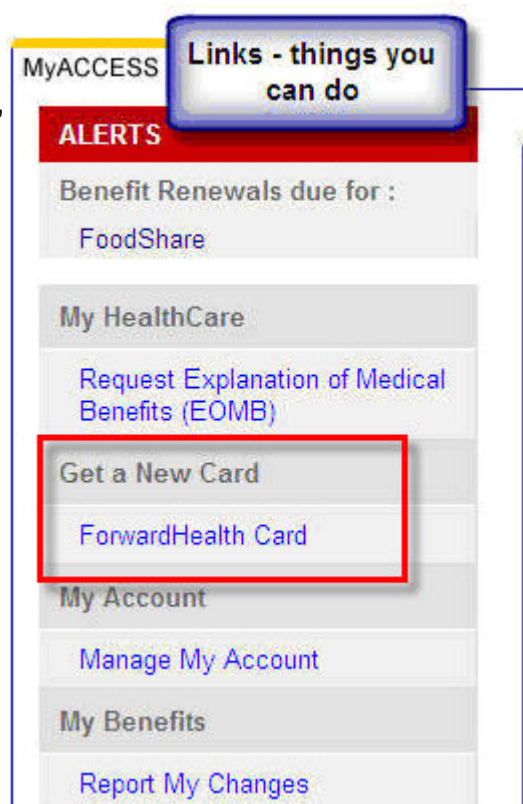 MyACCESS
Links - things you
can do
ALERTS
Benefit Renewals due for :
FoodShare
My HealthCare
Request Explanation of Medical
Benefits (EOMB)
Get a New Card
ForwardHealth Card
My Account
Manage My Account
My Benefits
Report My Changes